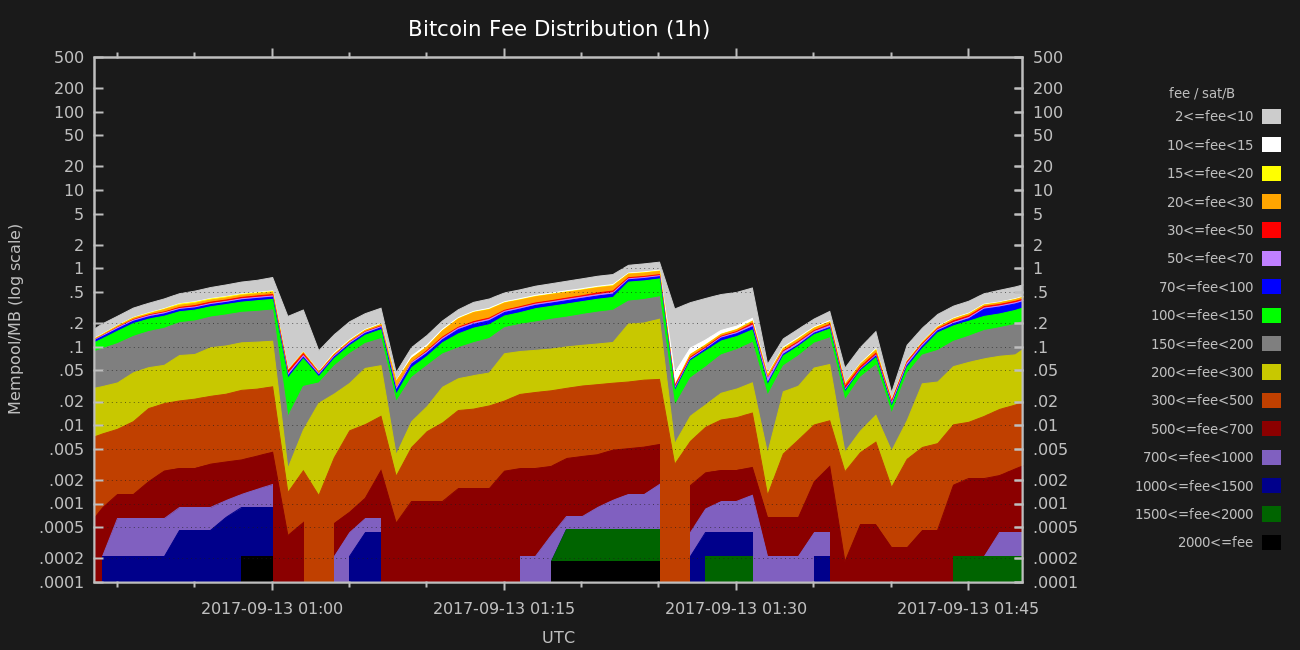 Bitcoin Fee Distribution (1h)
Mempool/MB (log scale)
500
200
100
50
20
10
5
2
1
.5
.2
.1
.05
.02
.01
.005
.002
.001
.0005
.0002
.0001
500
200
100
50
20
10
5
2
1
.5
.2
.1
.05
.02
.01
.005
.002
.001
.0005
.0002
.0001
2017-09-13 01:00
2017-09-13 01:15
2017-09-13 01:30
2017-09-13 01:45
UTC
fee / sat/B
2<=fee<10
10<=fee<15
15<=fee<20
20<=fee<30
30<=fee<50
50<=fee<70
70<=fee<100
100<=fee<150
150<=fee<200
200<=fee<300
300<=fee<500
500<=fee<700
700<=fee<1000
1000<=fee<1500
1500<=fee<2000
2000<=fee